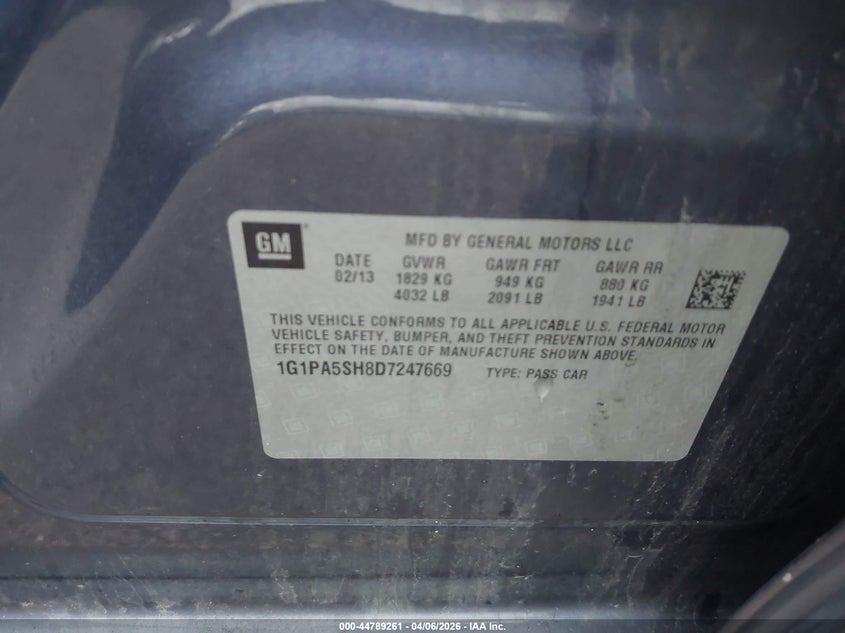 GM
MFD BY GENERAL MOTORS LLC
DATE GVWR GAWR FRT GAWR RR
02/13 1829 KG 949 KG 880 KG
4032 LB 2091 LB 1941 LB
THIS VEHICLE CONFORMS TO ALL APPLICABLE U.S. FEDERAL MOTOR
VEHICLE SAFETY, BUMPER, AND THEFT PREVENTION STANDARDS IN
EFFECT ON THE DATE OF MANUFACTURE SHOWN ABOVE.
1G1PA5SH8D7247669 TYPE: PASS CAR
000-44789261 - 04/06/2026 - IAA Inc.